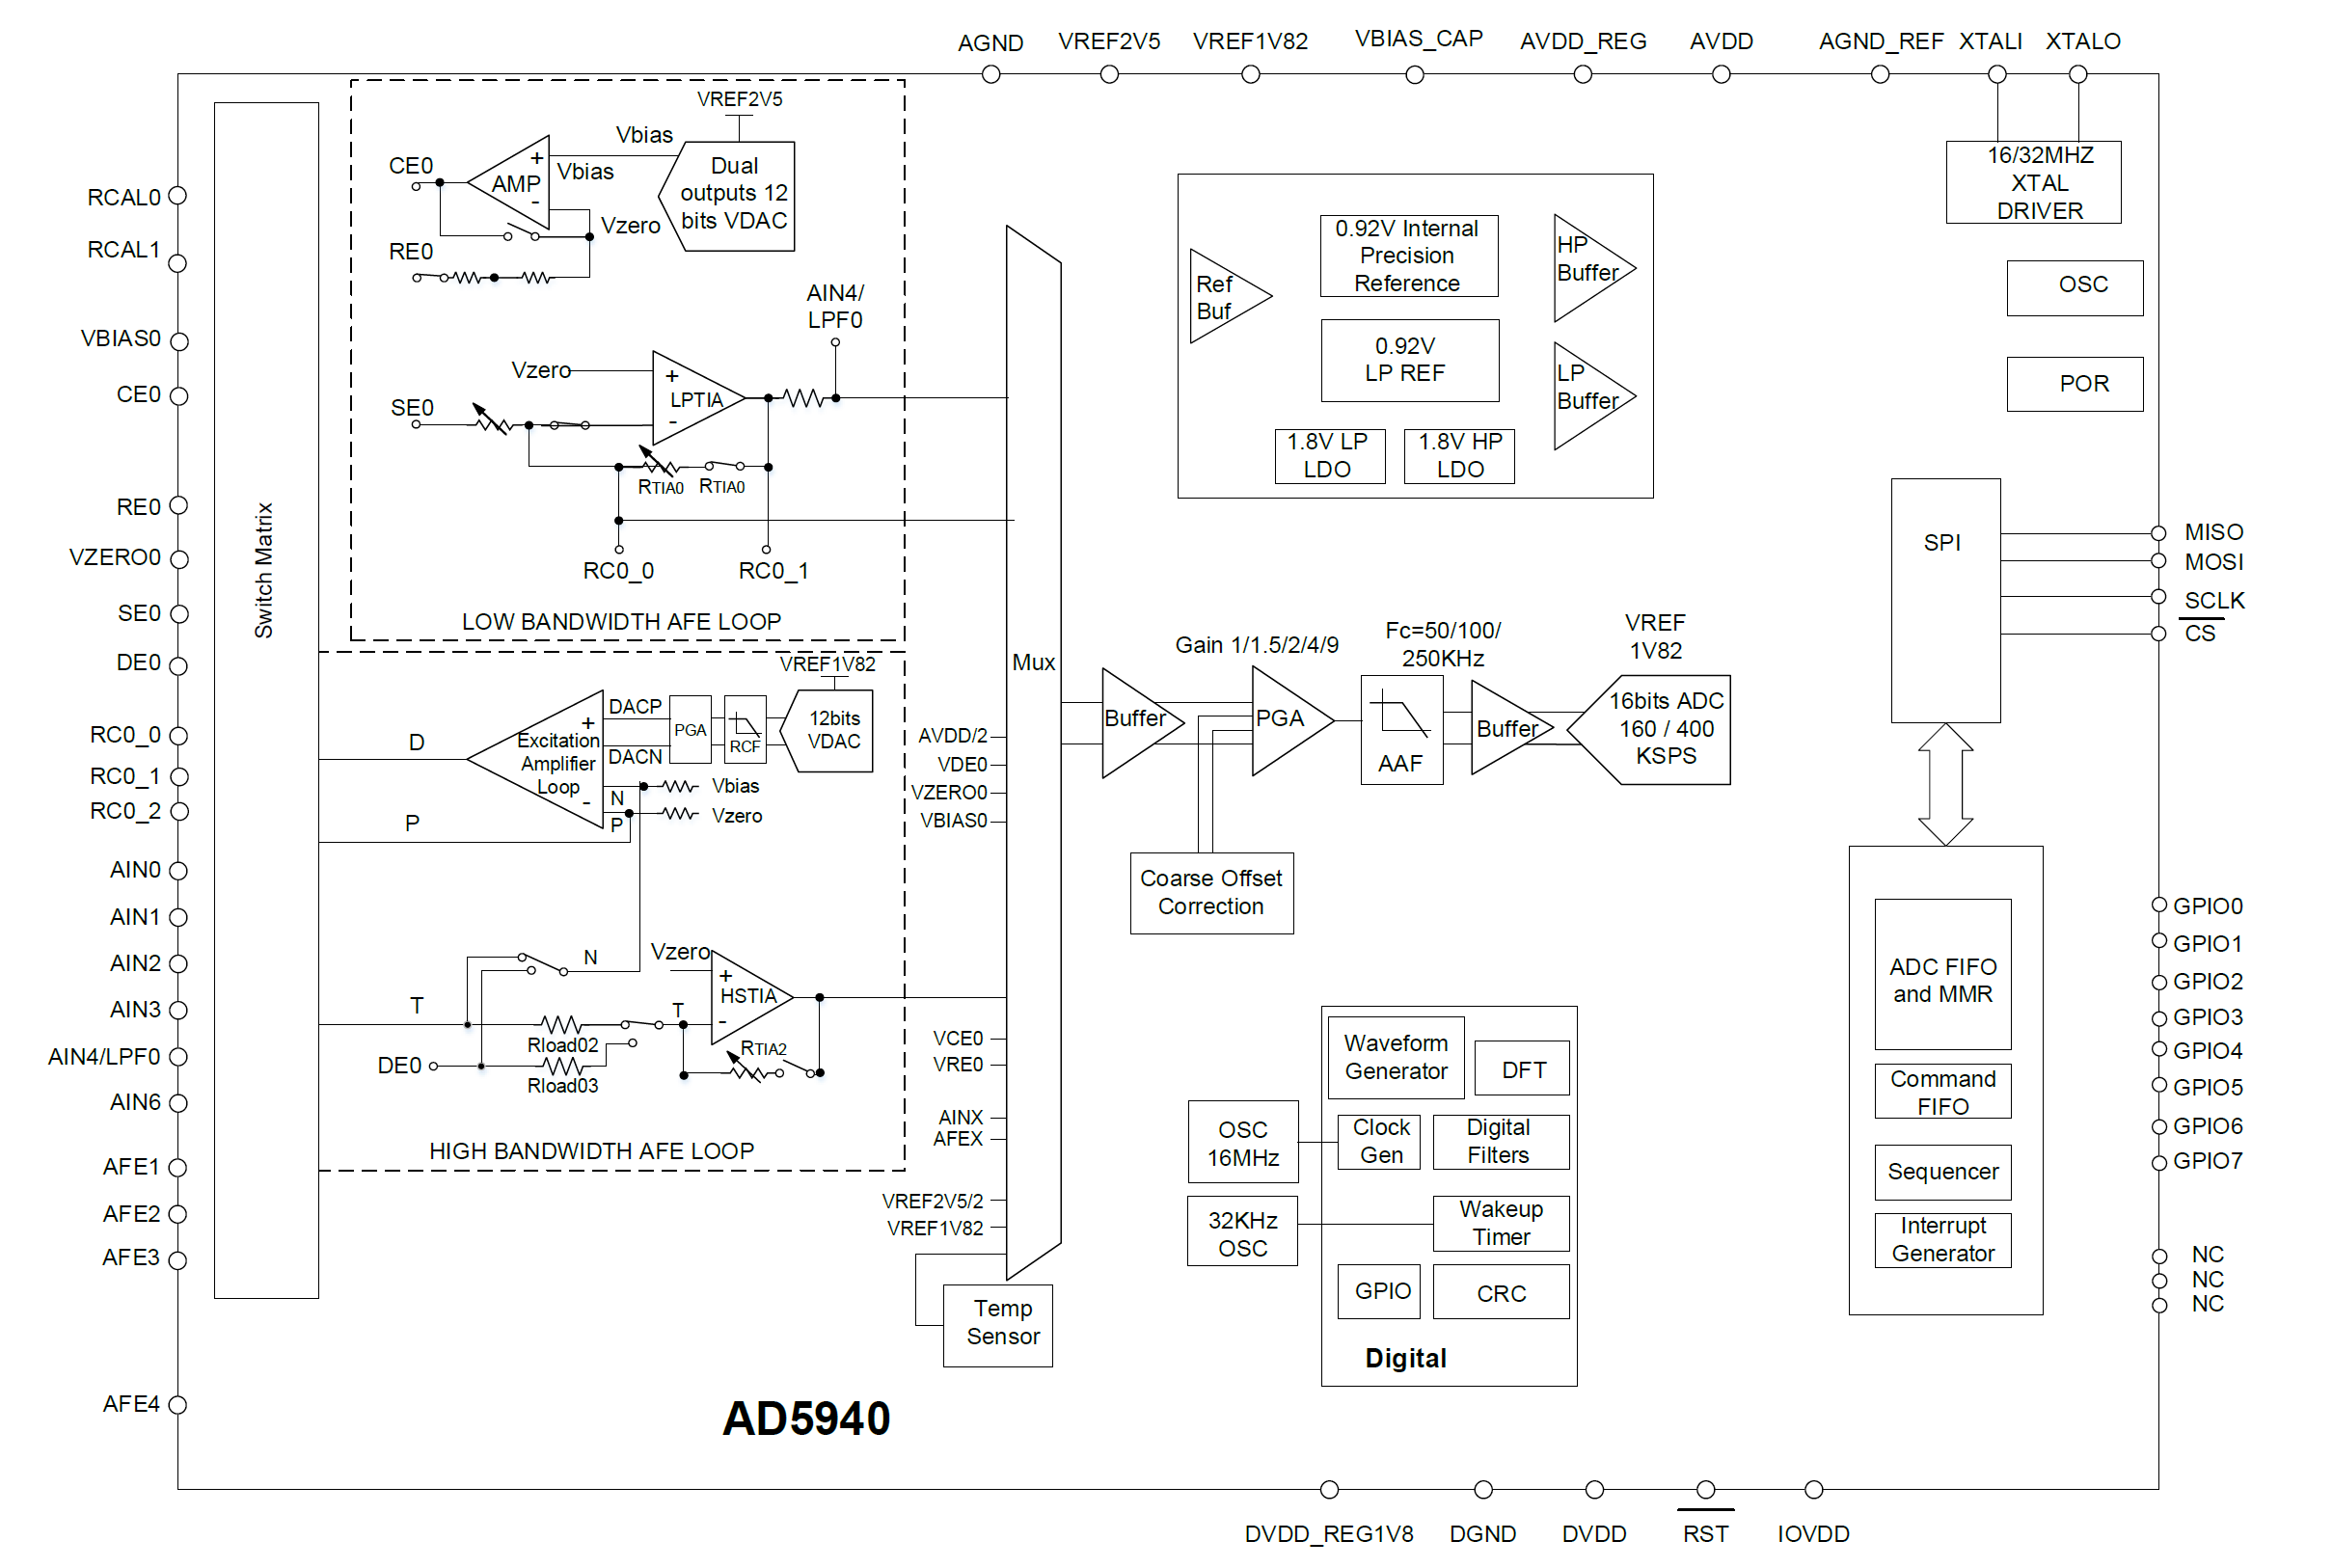 AGND
VREF2V5
VREF1V82
VBIAS_CAP
AVDD_REG
AVDD
AGND_REF
XTALI
XTALO
RCAL0
RCAL1
VBIAS0
CE0
RE0
VZERO0
SE0
DE0
RC0_0
RC0_1
RC0_2
AIN0
AIN1
AIN2
AIN3
AIN4/LPF0
AIN6
AFE1
AFE2
AFE3
AFE4
Switch Matrix
VREF2V5
Vbias
CE0
+
AMP
-
Vbias
Dual
outputs 12
bits VDAC
Vzero
RE0
AIN4/
LPF0
Vzero
+
LPTIA
-
SE0
RTIA0
RTIA0
RC0_0
RC0_1
LOW BANDWIDTH AFE LOOP
VREF1V82
DACP
PGA
RCF
12bits
VDAC
+
Excitation
Amplifier
Loop
-
DACN
D
N
Vbias
P
Vzero
P
N
Vzero
+
HSTIA
-
T
T
Rload02
RTIA2
DE0
Rload03
HIGH BANDWIDTH AFE LOOP
Mux
AVDD/2
VDE0
VZERO0
VBIAS0
VCE0
VRE0
AINX
AFEX
VREF2V5/2
VREF1V82
Temp
Sensor
Ref
Buf
0.92V Internal
Precision
Reference
HP
Buffer
0.92V
LP REF
LP
Buffer
1.8V LP
LDO
1.8V HP
LDO
Buffer
Gain 1/1.5/2/4/9
PGA
Fc=50/100/
250KHz
AAF
Buffer
VREF
1V82
16bits ADC
160 / 400
KSPS
Coarse Offset
Correction
Waveform
Generator
DFT
OSC
16MHz
Clock
Gen
Digital
Filters
32KHz
OSC
Wakeup
Timer
GPIO
CRC
Digital
16/32MHZ
XTAL
DRIVER
OSC
POR
SPI
MISO
MOSI
SCLK
CS
ADC FIFO
and MMR
Command
FIFO
Sequencer
Interrupt
Generator
GPIO0
GPIO1
GPIO2
GPIO3
GPIO4
GPIO5
GPIO6
GPIO7
NC
NC
NC
AD5940
DVDD_REG1V8
DGND
DVDD
RST
IOVDD